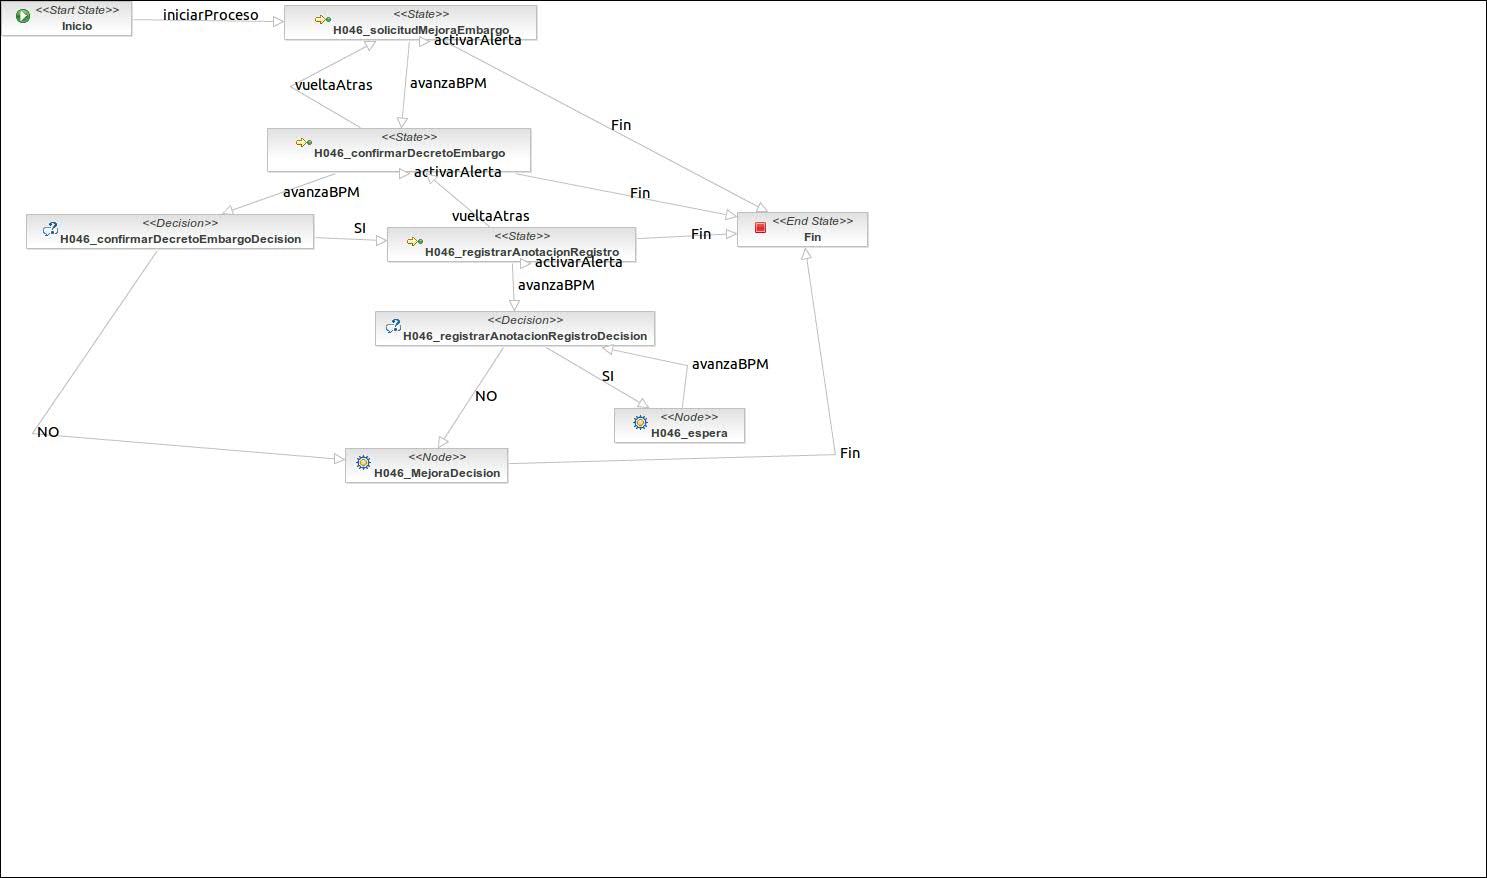 <<Start State>>
Inicio
iniciarProceso
<<State>>
H046_solicitudMejoraEmbargo
activarAlerta
vueltaAtras
avanzaBPM
Fin
<<State>>
H046_confirmarDecretoEmbargo
activarAlerta
avanzaBPM
Fin
vueltaAtras
<<Decision>>
H046_confirmarDecretoEmbargoDecision
SI
<<State>>
H046_registrarAnotacionRegistro
activarAlerta
Fin
<<End State>>
Fin
avanzaBPM
<<Decision>>
H046_registrarAnotacionRegistroDecision
avanzaBPM
SI
NO
<<Node>>
H046_espera
NO
<<Node>>
H046_MejoraDecision
Fin